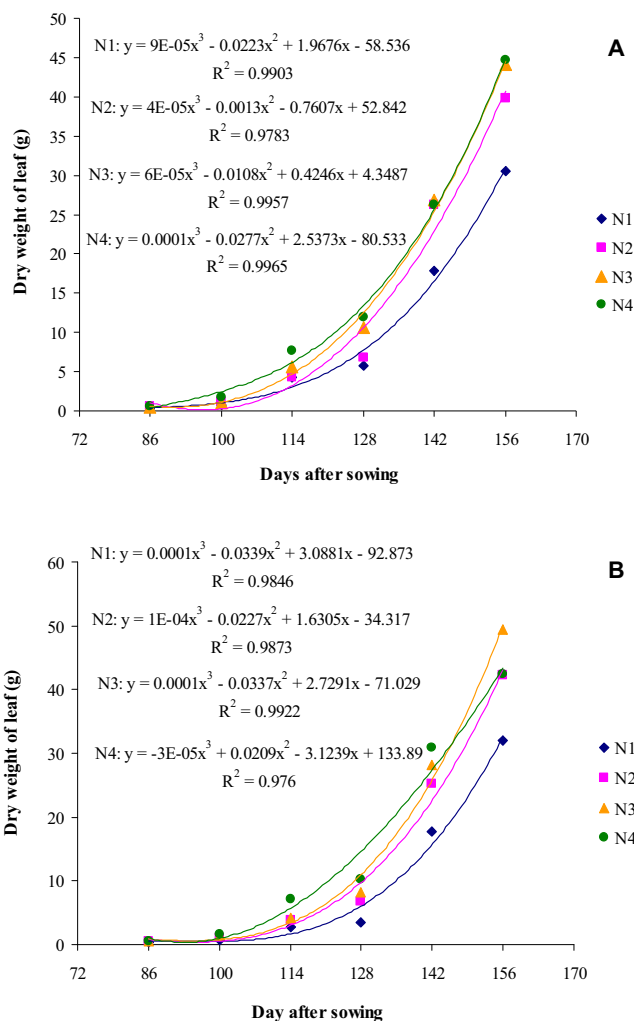 50
45
40
35
30
25
20
15
10
5
0
Dry weight of leaf (g)
A
N1: y = 9E-05x³ - 0.0223x² + 1.9676x - 58.536
R² = 0.9903
N2: y = 4E-05x³ - 0.0013x² - 0.7607x + 52.842
R² = 0.9783
N3: y = 6E-05x³ - 0.0108x² + 0.4246x + 4.3487
R² = 0.9957
N4: y = 0.0001x³ - 0.0277x² + 2.5373x - 80.533
R² = 0.9965
N1
N2
N3
N4
72 86 100 114 128 142 156 170
Days after sowing
60
50
40
30
20
10
0
Dry weight of leaf (g)
B
N1: y = 0.0001x³ - 0.0339x² + 3.0881x - 92.873
R² = 0.9846
N2: y = 1E-04x³ - 0.0227x² + 1.6305x - 34.317
R² = 0.9873
N3: y = 0.0001x³ - 0.0337x² + 2.7291x - 71.029
R² = 0.9922
N4: y = -3E-05x³ + 0.0209x² - 3.1239x + 133.89
R² = 0.976
N1
N2
N3
N4
72 86 100 114 128 142 156 170
Day after sowing